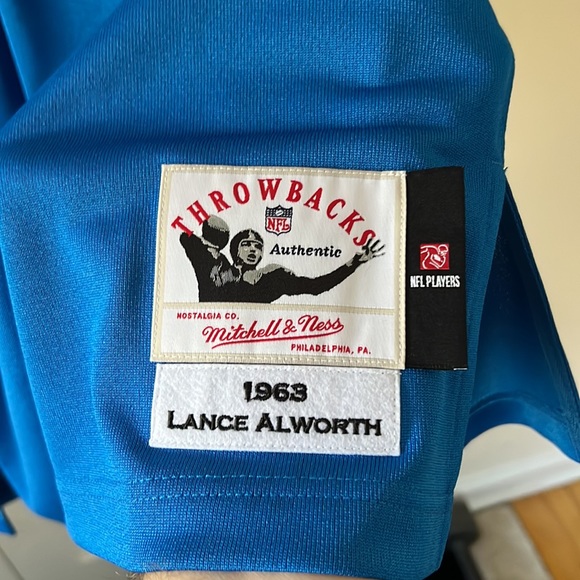 THROWBACKS
NFL
Authentic
NOSTALGIA CO.
Mitchell & Ness
PHILADELPHIA, PA.
NFL PLAYERS
1963
LANCE ALWORTH